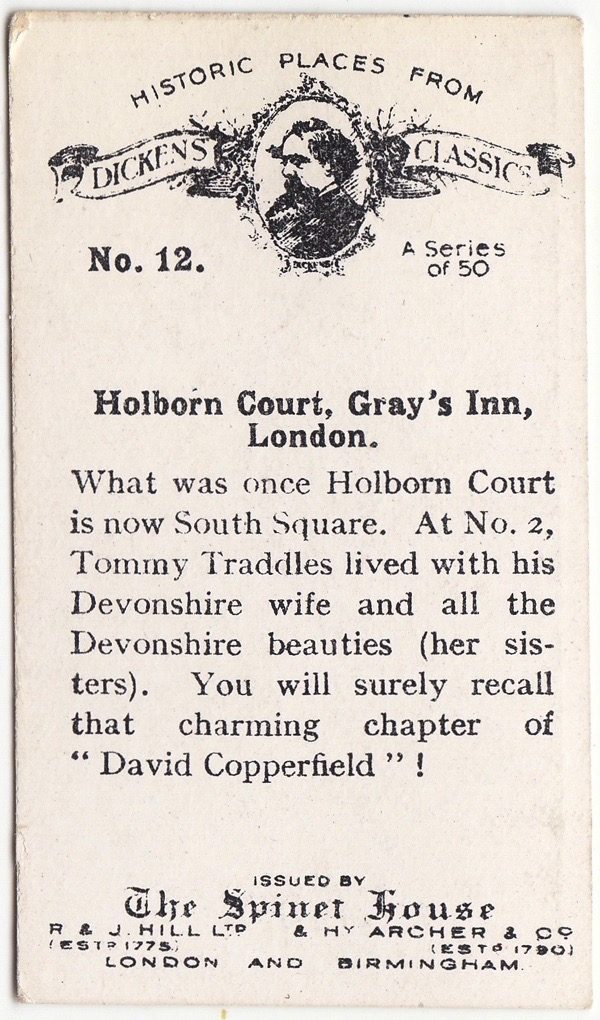 HISTORIC PLACES FROM
DICKENS CLASSICS
DICKENS
No. 12.
A Series
of 50
Holborn Court, Gray's Inn,
London.
What was once Holborn Court
is now South Square. At No. 2,
Tommy Traddles lived with his
Devonshire wife and all the
Devonshire beauties (her sis-
ters). You will surely recall
that charming chapter of
“ David Copperfield ” !
ISSUED BY
The Spinet House
R & J. HILL LTD & HY ARCHER & CO
(ESTD 1775) (ESTD 1790)
LONDON AND BIRMINGHAM.